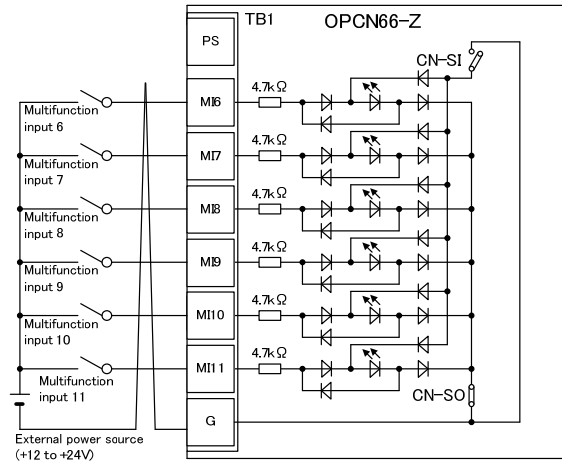 TB1
OPCN66-Z
PS
CN-SI
4.7kΩ
MI6
Multifunction
input 6
4.7kΩ
MI7
Multifunction
input 7
4.7kΩ
MI8
Multifunction
input 8
4.7kΩ
MI9
Multifunction
input 9
4.7kΩ
MI10
Multifunction
input 10
4.7kΩ
MI11
Multifunction
input 11
CN-SO
G
External power source
(+12 to +24V)